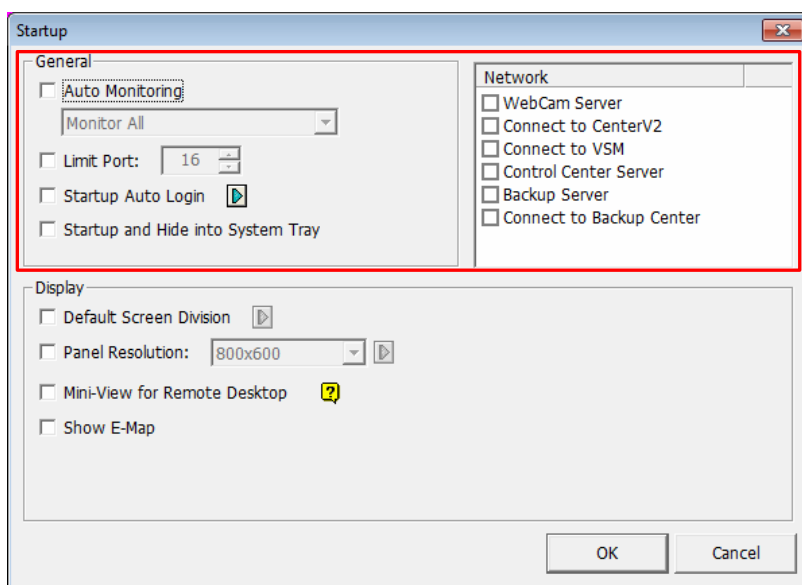 Startup
General
Auto Monitoring
Monitor All
Limit Port: 16
Startup Auto Login
Startup and Hide into System Tray
Network
WebCam Server
Connect to CenterV2
Connect to VSM
Control Center Server
Backup Server
Connect to Backup Center
Display
Default Screen Division
Panel Resolution: 800x600
Mini-View for Remote Desktop ?
Show E-Map
OK Cancel